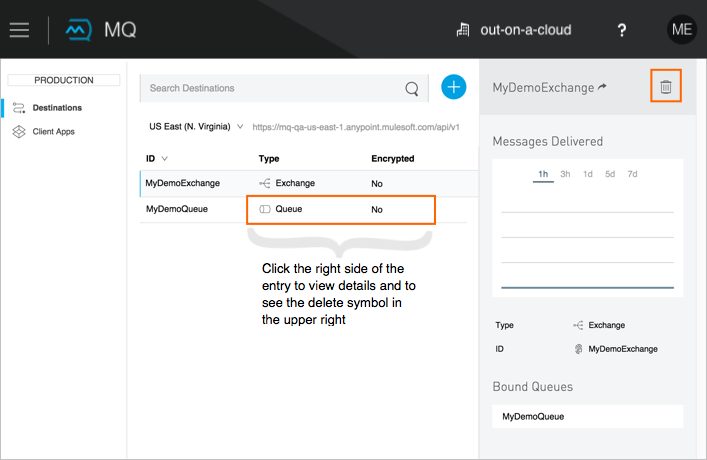 MQ
out-on-a-cloud
?
ME
PRODUCTION
Destinations
Client Apps
Search Destinations
US East (N. Virginia) https://mq-qa-us-east-1.anypoint.mulesoft.com/api/v1
ID Type Encrypted
MyDemoExchange Exchange No
MyDemoQueue Queue No
Click the right side of the
entry to view details and to
see the delete symbol in
the upper right
MyDemoExchange
Messages Delivered
1h 3h 1d 5d 7d
Type Exchange
ID MyDemoExchange
Bound Queues
MyDemoQueue